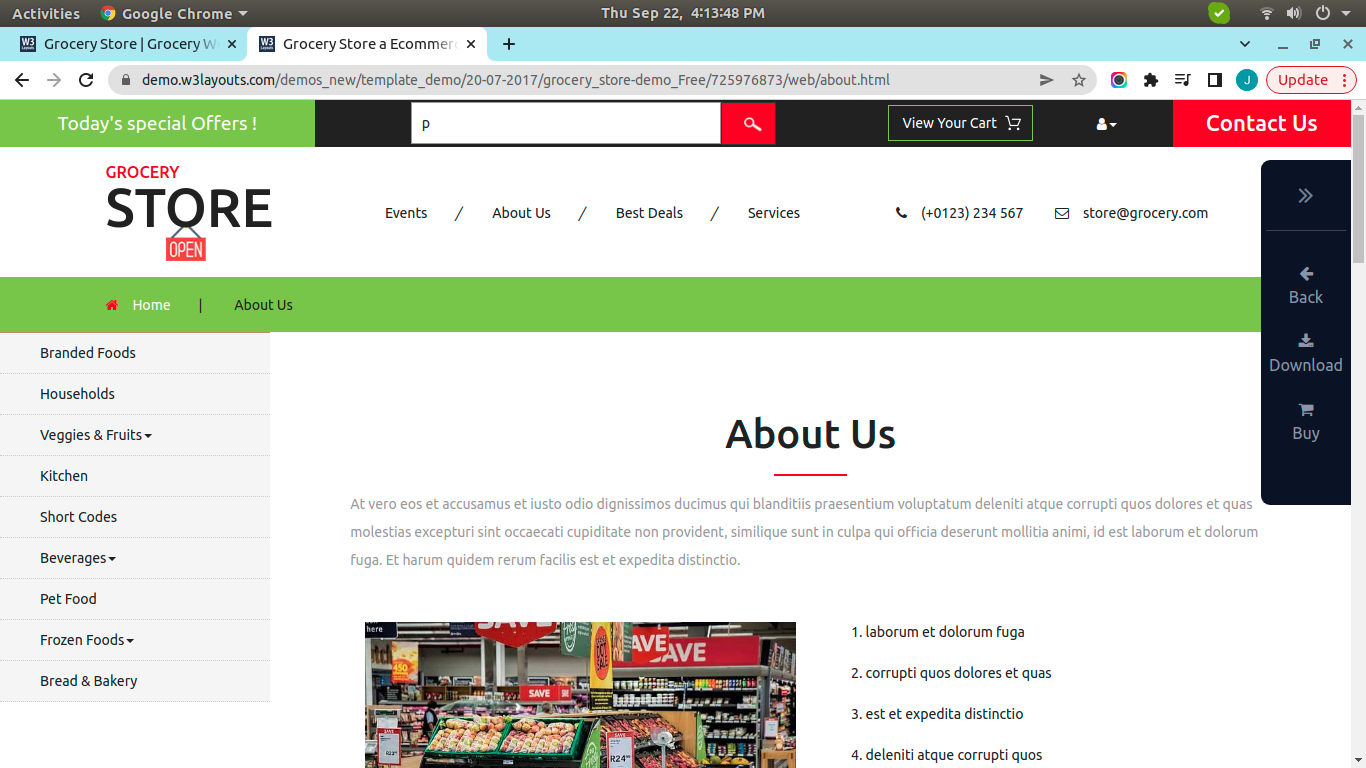 Activities Google Chrome Thu Sep 22, 4:13:48 PM
W3 Grocery Store | Grocery W W3 Grocery Store a Ecommer
demo.w3layouts.com/demos_new/template_demo/20-07-2017/grocery_store-demo_Free/725976873/web/about.html J Update
Today's special Offers ! p View Your Cart Contact Us
GROCERY
STORE
OPEN
Events / About Us / Best Deals / Services (+0123) 234 567 store@grocery.com
Home | About Us
Back
Download
Buy
Branded Foods
Households
Veggies & Fruits
Kitchen
Short Codes
Beverages
Pet Food
Frozen Foods
Bread & Bakery
About Us
At vero eos et accusamus et iusto odio dignissimos ducimus qui blanditiis praesentium voluptatum deleniti atque corrupti quos dolores et quas
molestias excepturi sint occaecati cupiditate non provident, similique sunt in culpa qui officia deserunt mollitia animi, id est laborum et dolorum
fuga. Et harum quidem rerum facilis est et expedita distinctio.
here
SAVE
SAVE
SAVE
450
R24
1. laborum et dolorum fuga
2. corrupti quos dolores et quas
3. est et expedita distinctio
4. deleniti atque corrupti quos